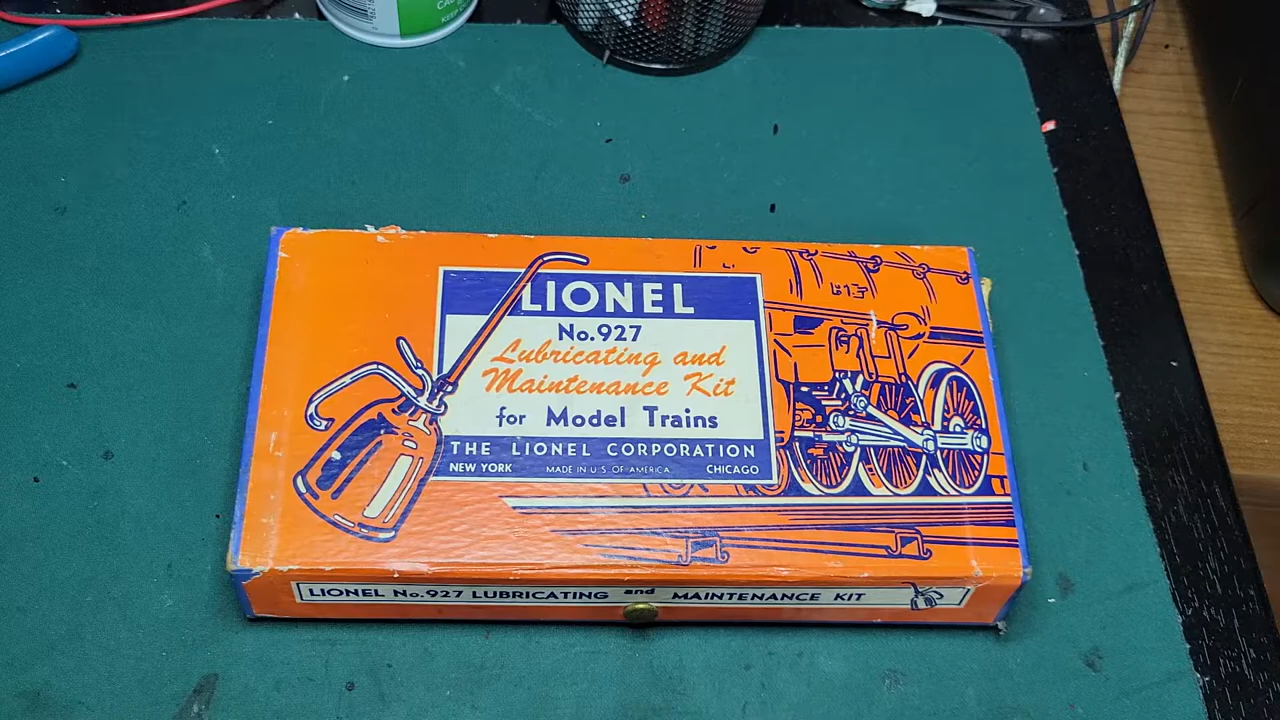 LIONEL
No.927
Lubricating and
Maintenance Kit
for Model Trains
THE LIONEL CORPORATION
NEW YORK MADE IN U.S. OF AMERICA CHICAGO
LIONEL No.927 LUBRICATING and MAINTENANCE KIT